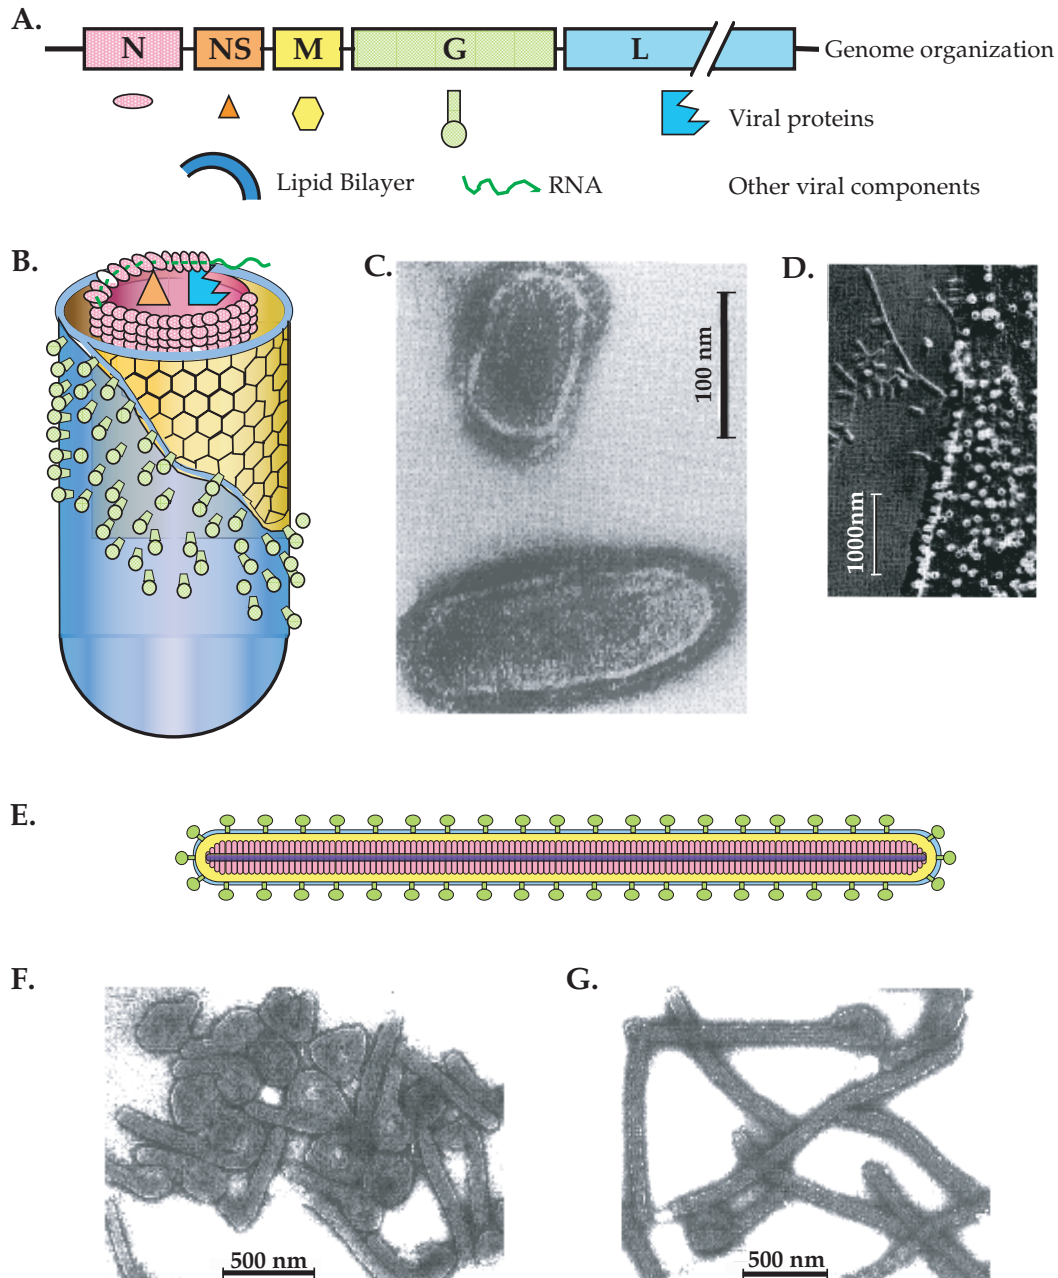 A.
N NS M G L Genome organization
Viral proteins
Lipid Bilayer RNA Other viral components
B.
C.
100 nm
D.
1000nm
E.
F.
500 nm
G.
500 nm